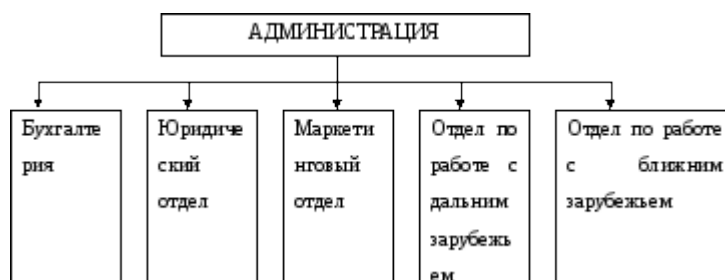 АДМИНИСТРАЦИЯ
Бухгалте
рия
Юридиче
ский
отдел
Маркети
нговый
отдел
Отдел по
работе с
дальним
зарубежь
ем
Отдел по работе
с ближним
зарубежьем